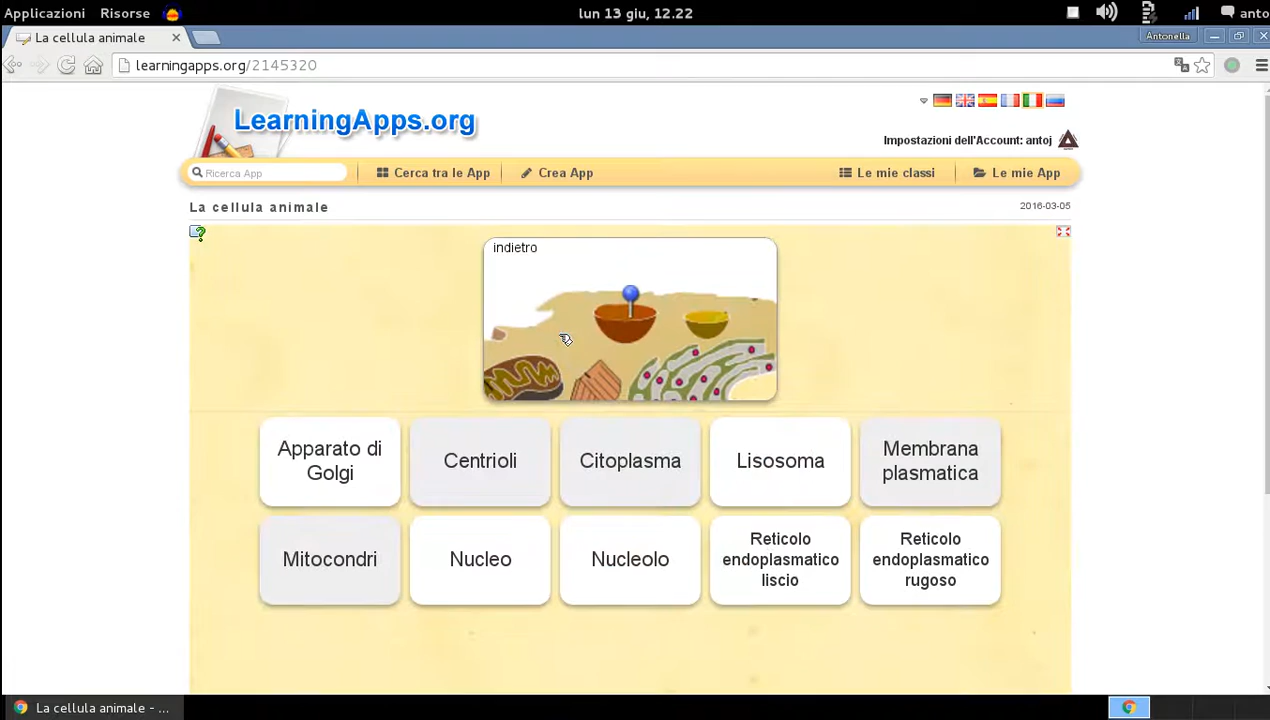 Applicazioni Risorse lun 13 giu, 12.22 anto
La cellula animale Antonella
learningapps.org/2145320
LearningApps.org
Impostazioni dell'Account: antoj
Ricerca App Cerca tra le App Crea App Le mie classi Le mie App
La cellula animale 2016-03-05
indietro
Apparato di
Golgi
Centrioli
Citoplasma
Lisosoma
Membrana
plasmatica
Mitocondri
Nucleo
Nucleolo
Reticolo
endoplasmatico
liscio
Reticolo
endoplasmatico
rugoso
La cellula animale - ...